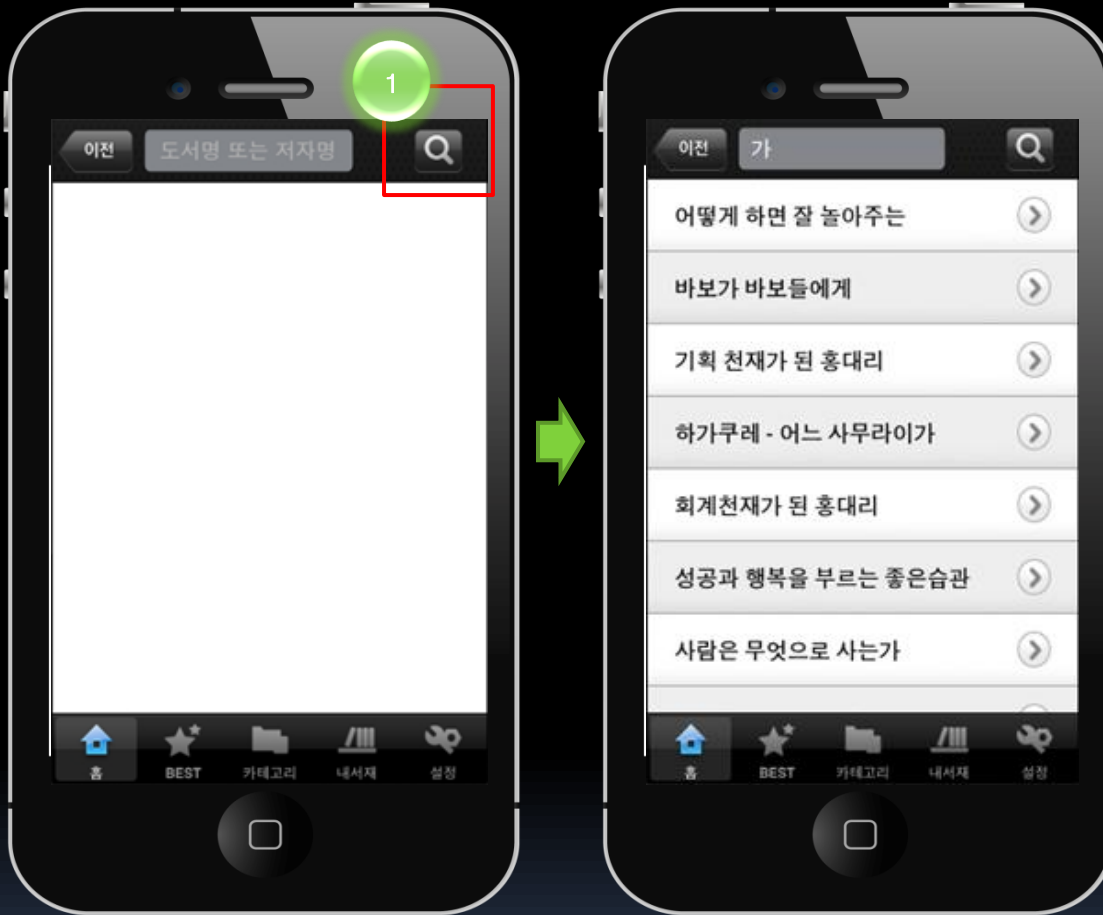 1
이전 도서명 또는 저자명
홈 BEST 카테고리 내서재 설정
이전 가
어떻게 하면 잘 놀아주는
바보가 바보들에게
기획 천재가 된 홍대리
하가쿠레 - 어느 사무라이가
회계천재가 된 홍대리
성공과 행복을 부르는 좋은습관
사람은 무엇으로 사는가
홈 BEST 카테고리 내서재 설정